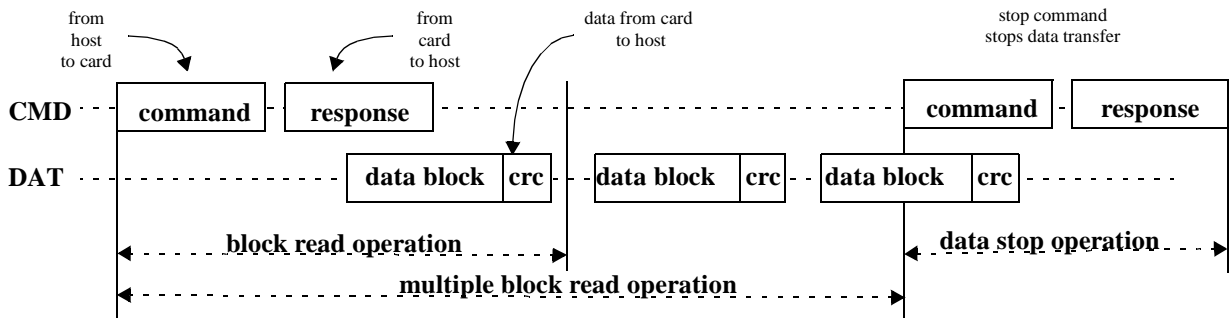 from
host
to card
from
card
to host
data from card
to host
stop command
stops data transfer
CMD
command
response
command
response
DAT
data block
crc
data block
crc
data block
crc
block read operation
data stop operation
multiple block read operation